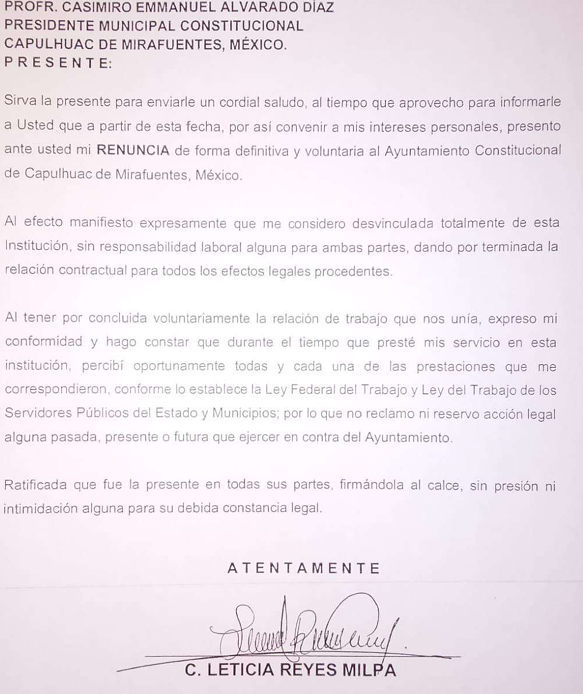 PROFR. CASIMIRO EMMANUEL ALVARADO DÍAZ
PRESIDENTE MUNICIPAL CONSTITUCIONAL
CAPULHUAC DE MIRAFUENTES, MÉXICO.
P R E S E N T E:
Sirva la presente para enviarle un cordial saludo, al tiempo que aprovecho para informarle
a Usted que a partir de esta fecha, por así convenir a mis intereses personales, presento
ante usted mi RENUNCIA de forma definitiva y voluntaria al Ayuntamiento Constitucional
de Capulhuac de Mirafuentes, México.
Al efecto manifiesto expresamente que me considero desvinculada totalmente de esta
Institución, sin responsabilidad laboral alguna para ambas partes, dando por terminada la
relación contractual para todos los efectos legales procedentes.
Al tener por concluida voluntariamente la relación de trabajo que nos unía, expreso mi
conformidad y hago constar que durante el tiempo que presté mis servicio en esta
institución, percibí oportunamente todas y cada una de las prestaciones que me
correspondieron, conforme lo establece la Ley Federal del Trabajo y Ley del Trabajo de los
Servidores Públicos del Estado y Municipios; por lo que no reclamo ni reservo acción legal
alguna pasada, presente o futura que ejercer en contra del Ayuntamiento.
Ratificada que fue la presente en todas sus partes, firmándola al calce, sin presión ni
intimidación alguna para su debida constancia legal.
A T E N T A M E N T E
C. LETICIA REYES MILPA